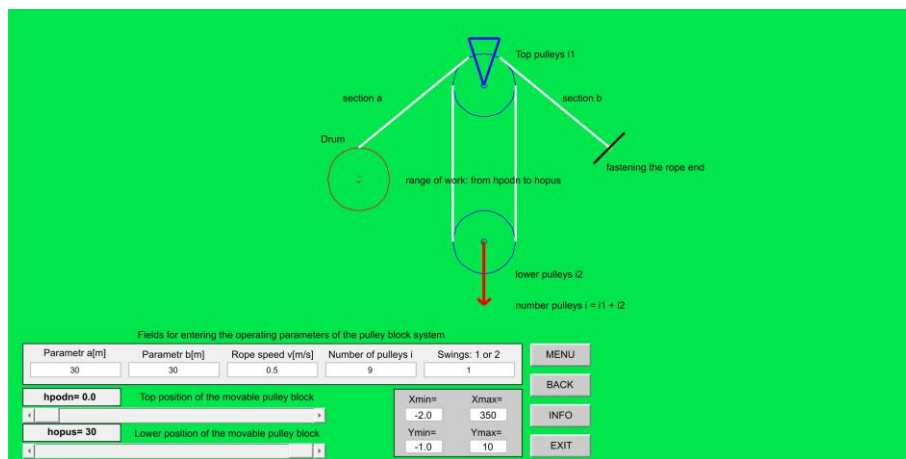 Top pulleys i1
section a
section b
Drum
fastening the rope end
range of work: from hpodn to hopus
lower pulleys i2
number pulleys i = i1 + i2
Fields for entering the operating parameters of the pulley block system
Parametr a[m] Parametr b[m] Rope speed v[m/s] Number of pulleys i Swings: 1 or 2
30 30 0.5 9 1
MENU
BACK
INFO
EXIT
hpodn= 0.0 Top position of the movable pulley block
hopus= 30 Lower position of the movable pulley block
Xmin= Xmax=
-2.0 350
Ymin= Ymax=
-1.0 10